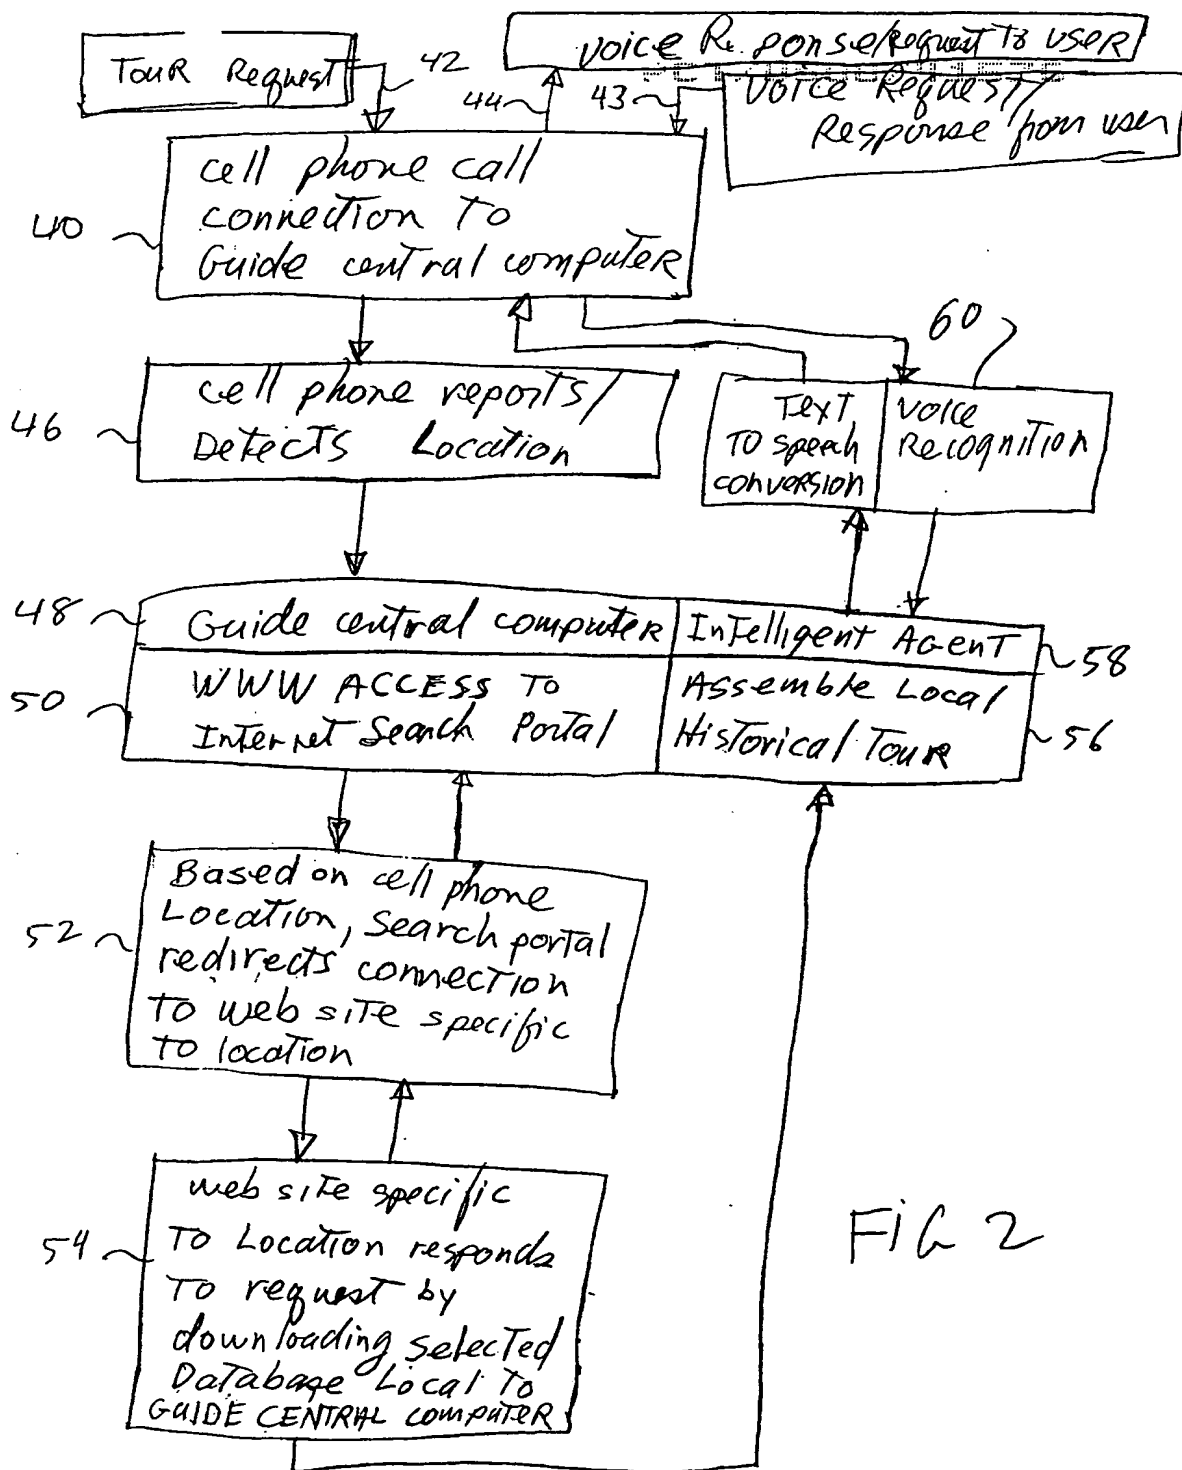 Tour Request
42
44
43
Voice Re ponse/Request To user
Voice Request/
Response from user
40
cell phone call
connection To
Guide central computer
60
46
cell phone reports/
Detects Location
Text
To speech
conversion
Voice
Recognition
48
Guide central computer
Intelligent Agent
58
50
WWW ACCESS To
Internet Search Portal
Assemble Local
Historical Tour
56
52
Based on cell phone
Location, Search portal
redirects connection
To web site specific
To location
54
web site specific
To Location responds
To request by
downloading selected
Database Local To
GUIDE CENTRAL computER
FiG 2